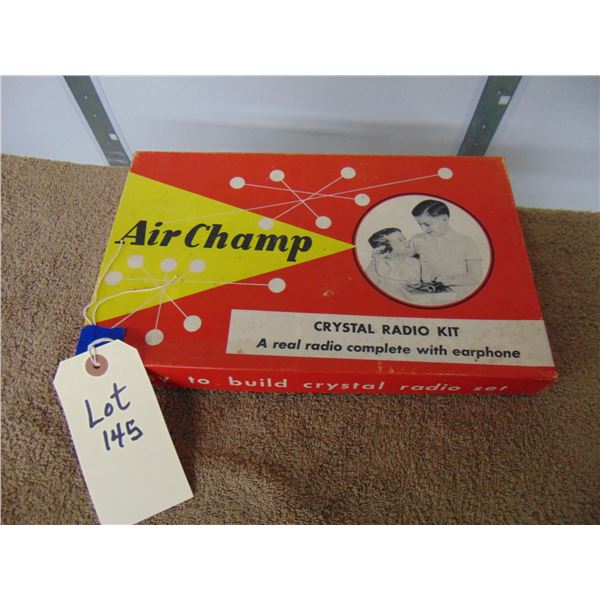 Air Champ
CRYSTAL RADIO KIT
A real radio complete with earphone
to build crystal radio set
Lot
145